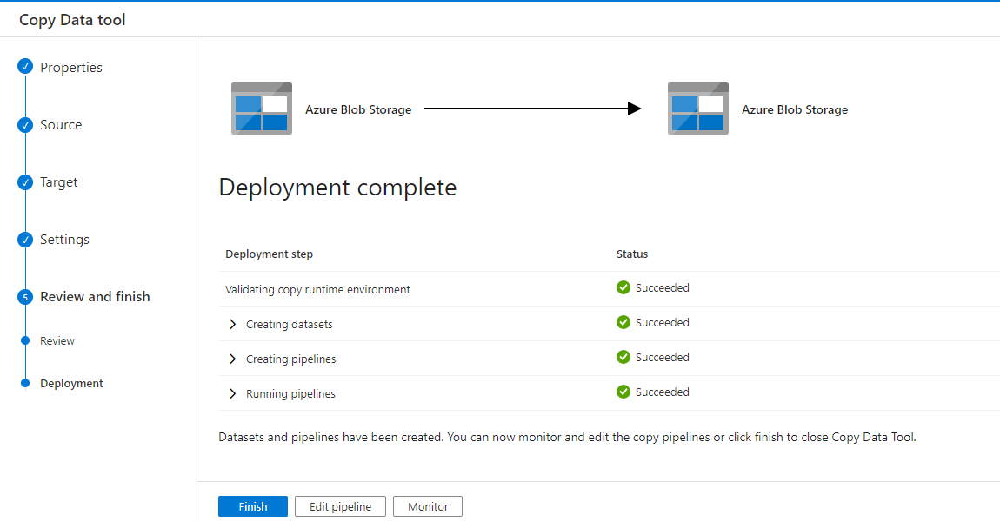 Copy Data tool
Properties
Source
Target
Settings
5 Review and finish
Review
Deployment
Azure Blob Storage Azure Blob Storage
Deployment complete
Deployment step Status
Validating copy runtime environment Succeeded
Creating datasets Succeeded
Creating pipelines Succeeded
Running pipelines Succeeded
Datasets and pipelines have been created. You can now monitor and edit the copy pipelines or click finish to close Copy Data Tool.
Finish Edit pipeline Monitor